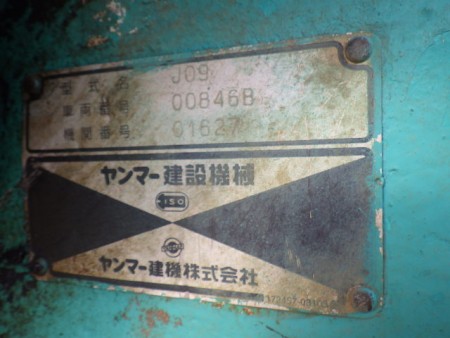 型式名 J09
車両番号 00846B
機関番号 01627
ヤンマー建設機械
ISO
ヤンマー建機株式会社